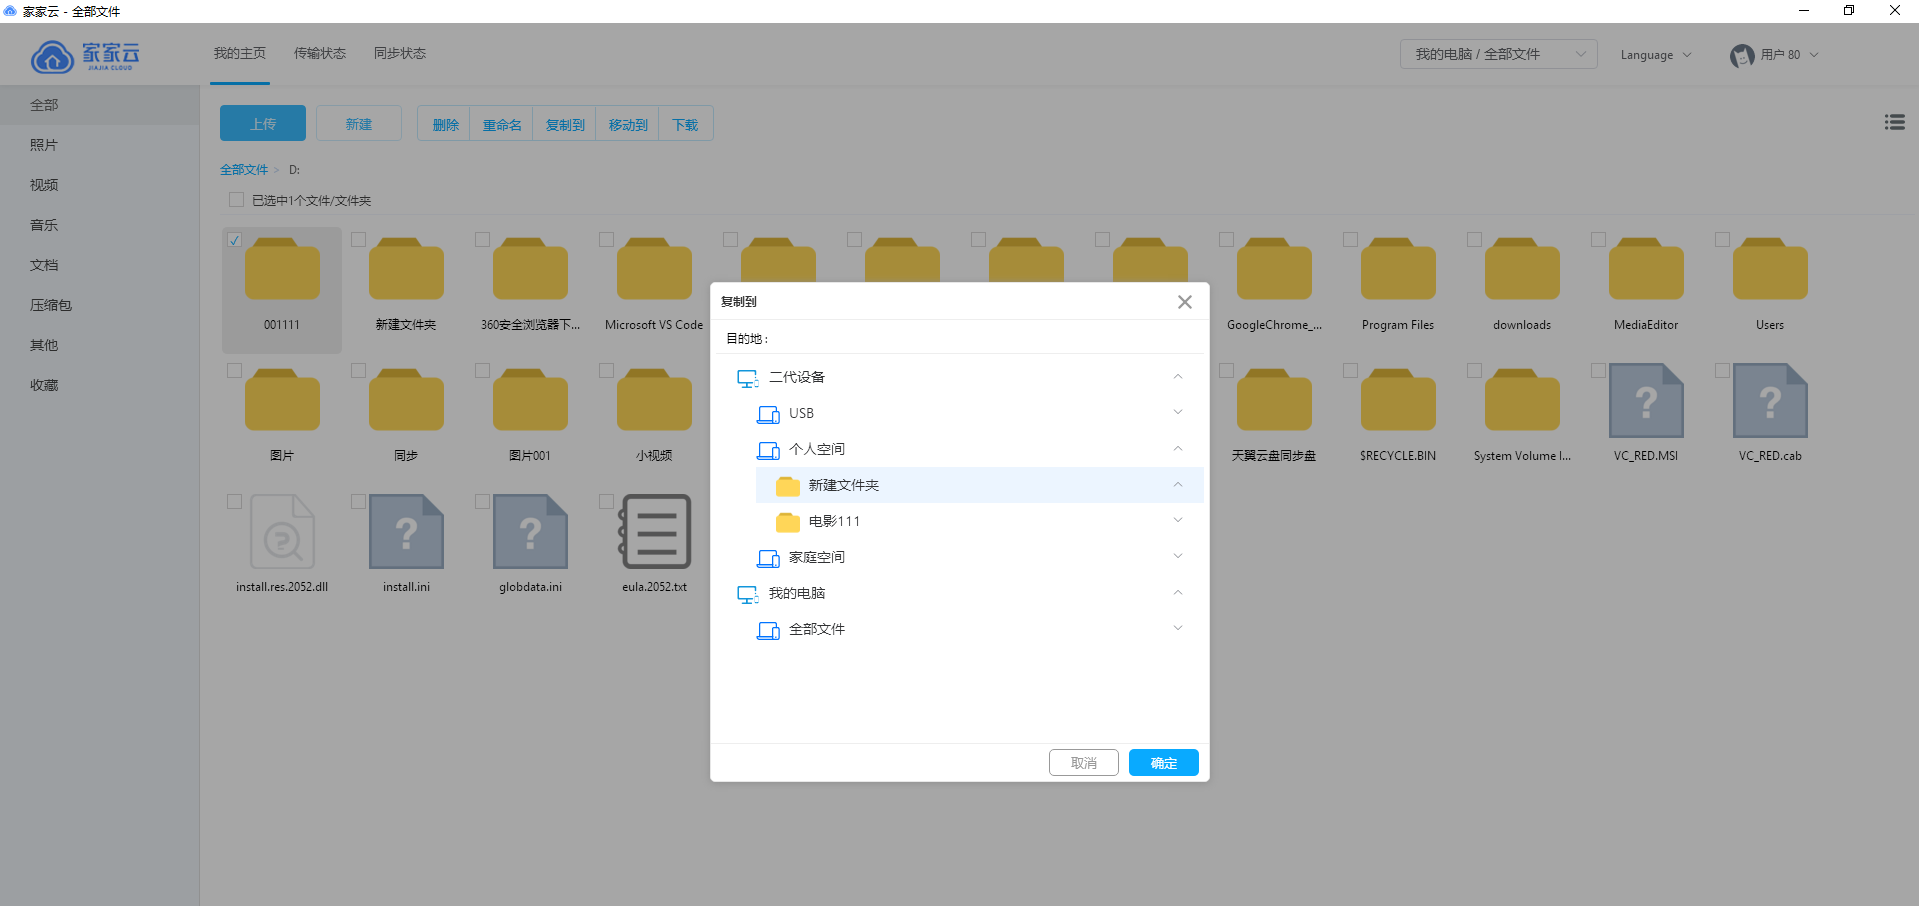 家家云 - 全部文件
家家云
JIAJIA CLOUD
我的主页 传输状态 同步状态
我的电脑 / 全部文件
Language
用户 80
全部
照片
视频
音乐
文档
压缩包
其他
收藏
上传 新建 删除 重命名 复制到 移动到 下载
全部文件 > D:
已选中1个文件/文件夹
001111
新建文件夹
360安全浏览器下...
Microsoft VS Code
GoogleChrome_...
Program Files
downloads
MediaEditor
Users
图片
同步
图片001
小视频
天翼云盘同步盘
$RECYCLE.BIN
System Volume I...
VC_RED.MSI
VC_RED.cab
install.res.2052.dll
install.ini
globdata.ini
eula.2052.txt
复制到
目的地：
二代设备
USB
个人空间
新建文件夹
电影111
家庭空间
我的电脑
全部文件
取消 确定